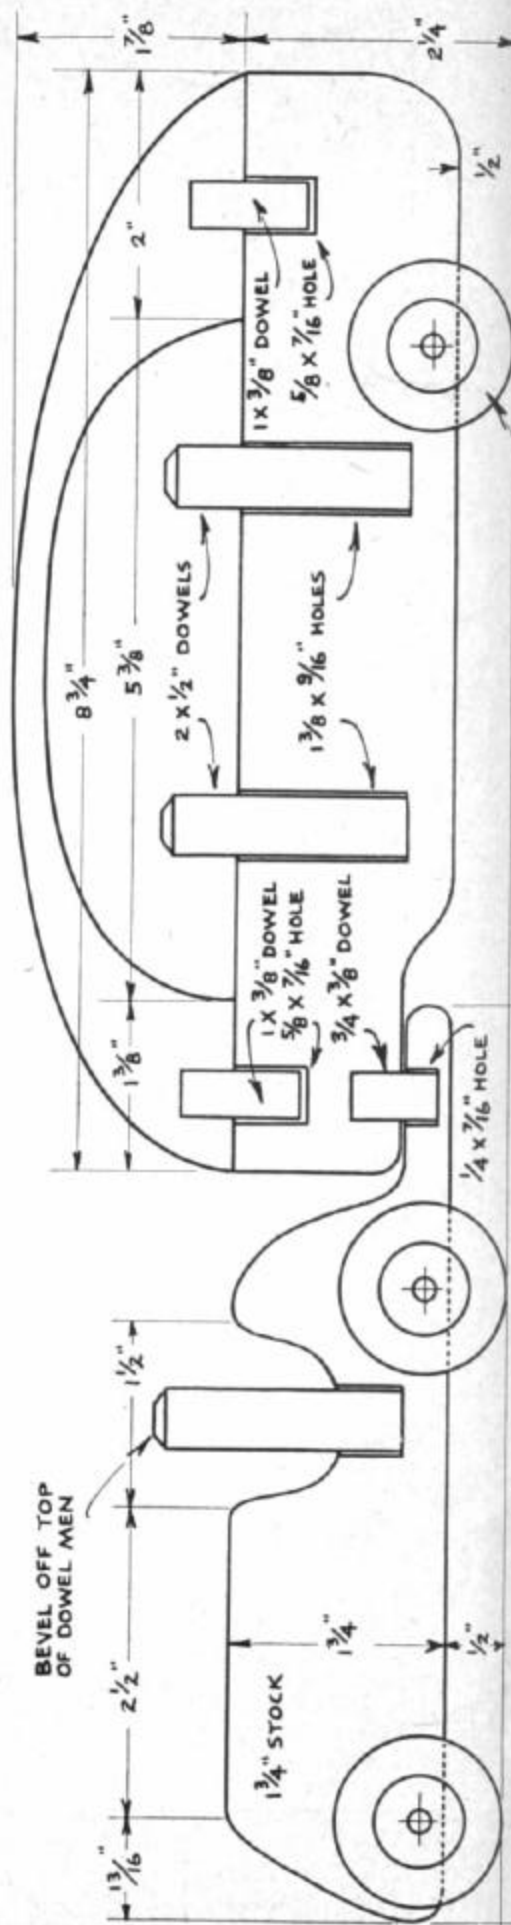 BEVEL OFF TOP
OF DOWEL MEN
13/16"
2 1/2"
1 1/2"
1 3/4" STOCK
1 3/4"
1/2"
1 7/8"
8 3/4"
1 3/8"
5 3/8"
2"
2 X 1/2" DOWELS
1 3/8 X 9/16" HOLES
1 X 3/8" DOWEL
5/8 X 7/16" HOLE
3/4 X 3/8" DOWEL
1/4 X 7/16" HOLE
1 X 3/8" DOWEL
5/8 X 7/16" HOLE
2 1/4"
1/2"